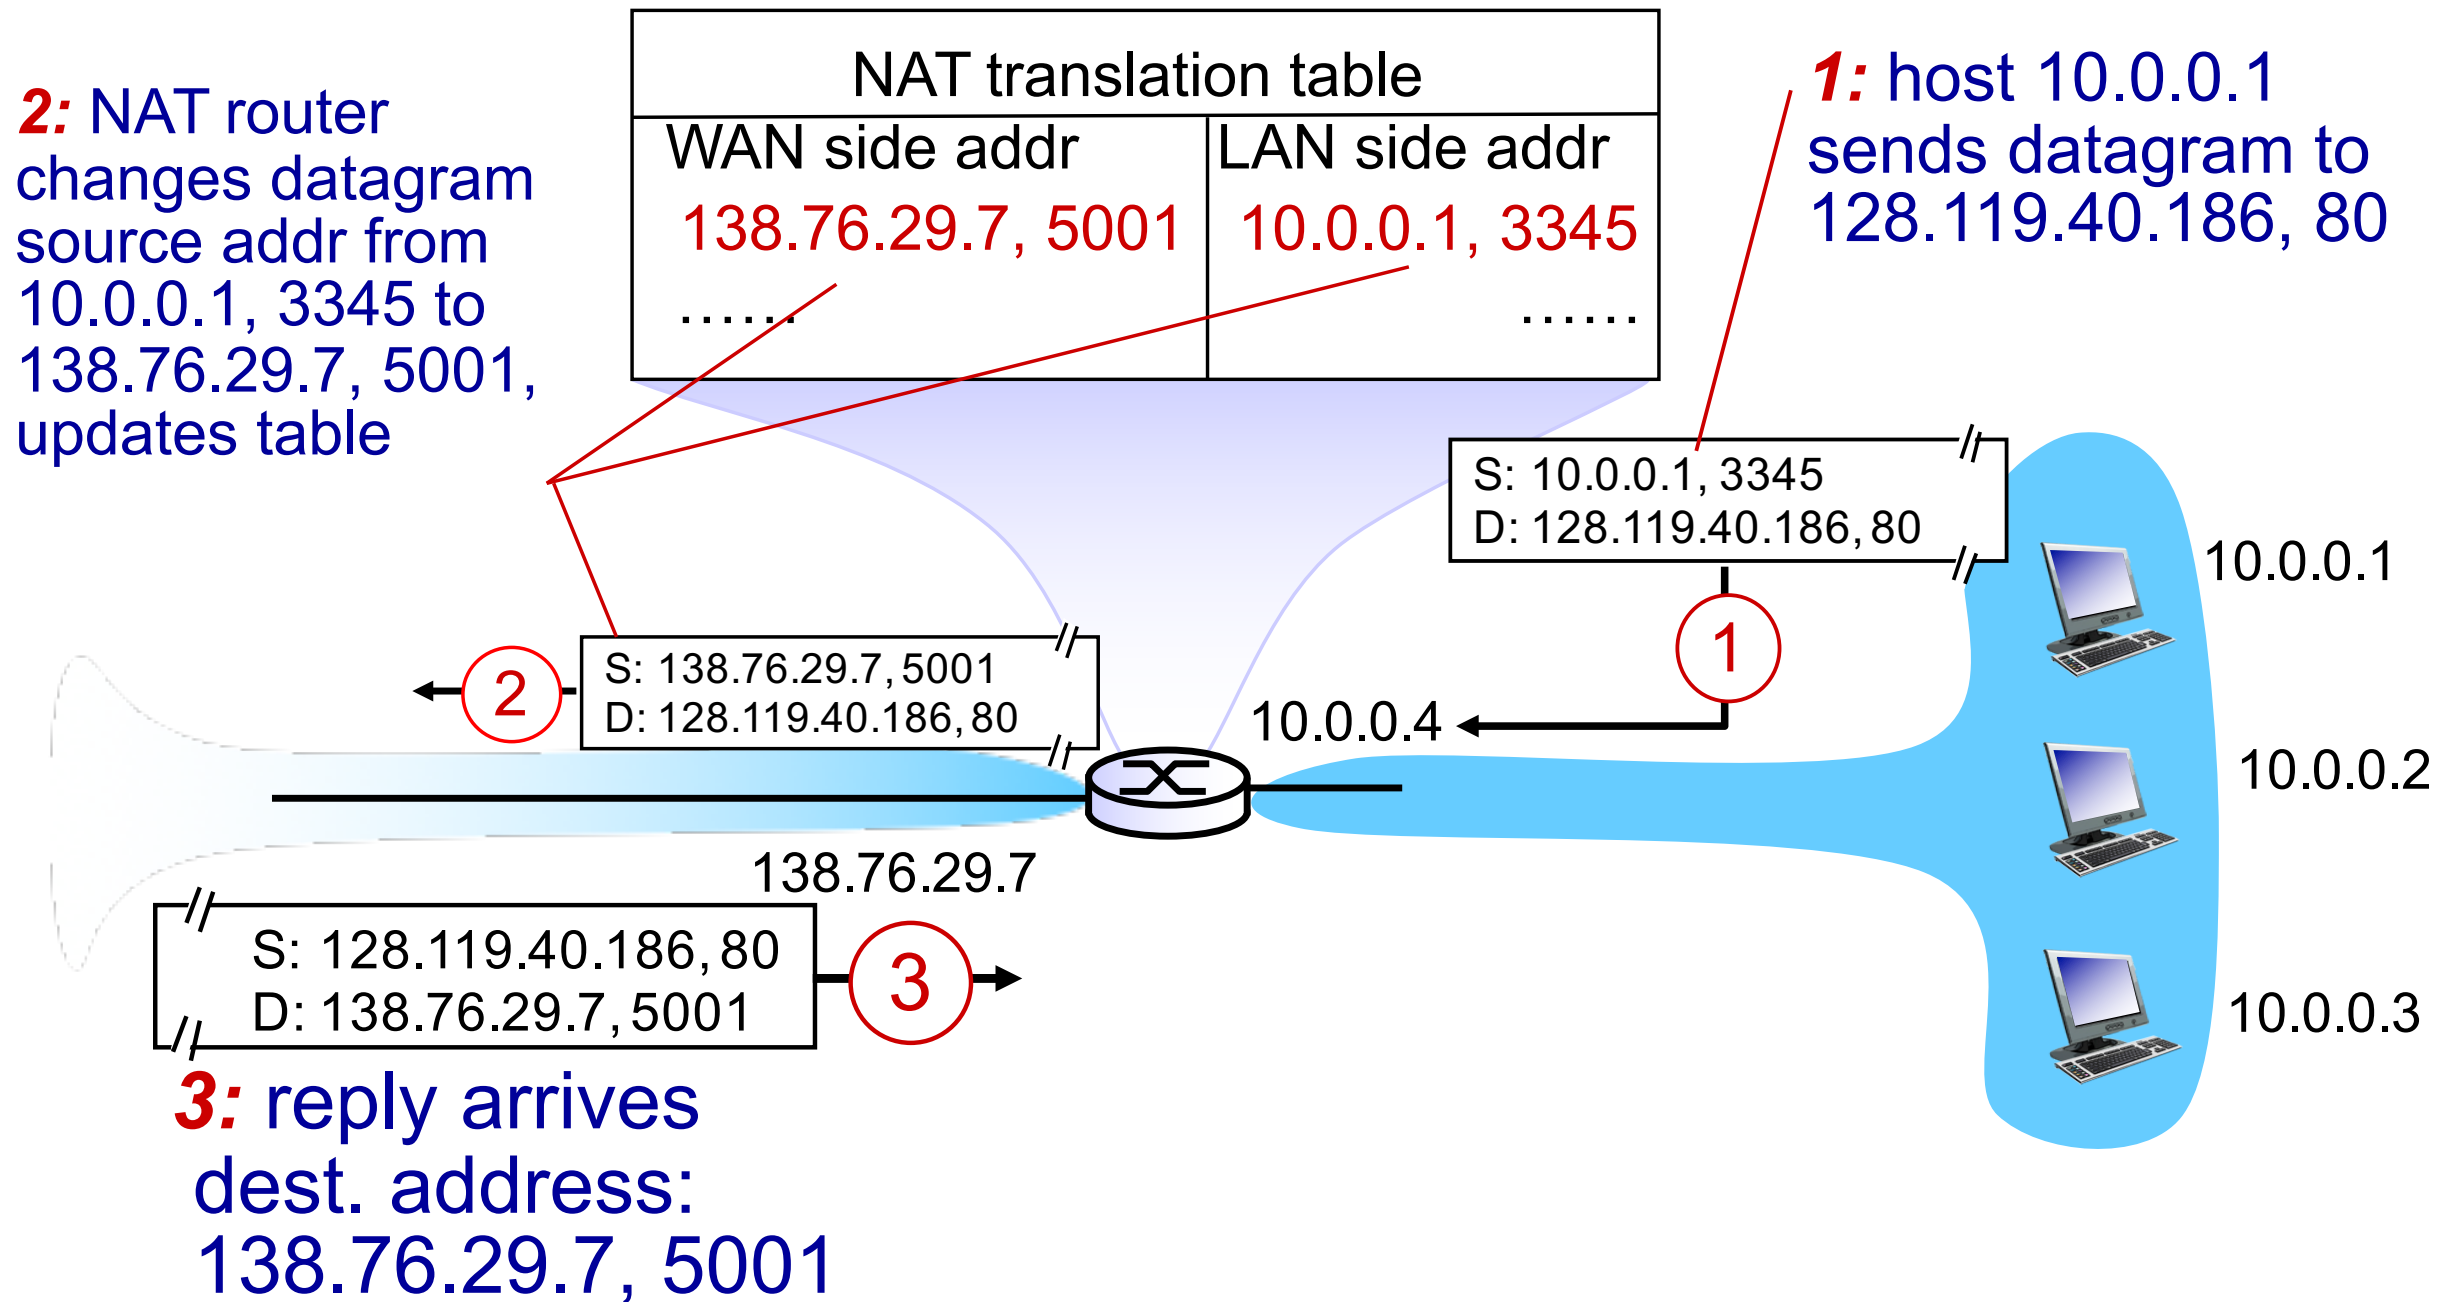 NAT translation table
WAN side addr
LAN side addr
138.76.29.7, 5001
10.0.0.1, 3345
......
......
2: NAT router
changes datagram
source addr from
10.0.0.1, 3345 to
138.76.29.7, 5001,
updates table
1: host 10.0.0.1
sends datagram to
128.119.40.186, 80
S: 10.0.0.1, 3345
D: 128.119.40.186, 80
1
10.0.0.1
S: 138.76.29.7, 5001
D: 128.119.40.186, 80
2
10.0.0.4
10.0.0.2
138.76.29.7
S: 128.119.40.186, 80
D: 138.76.29.7, 5001
3
10.0.0.3
3: reply arrives
dest. address:
138.76.29.7, 5001